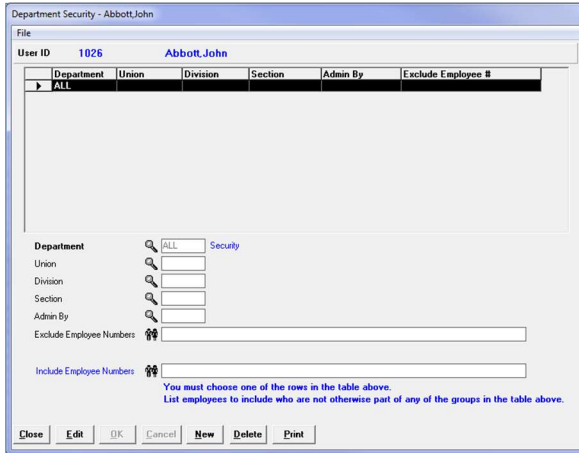 Department Security - Abbott,John
File
User ID 1026 Abbott,John
Department Union Division Section Admin By Exclude Employee #
ALL
Department ALL Security
Union
Division
Section
Admin By
Exclude Employee Numbers
Include Employee Numbers
You must choose one of the rows in the table above.
List employees to include who are not otherwise part of any of the groups in the table above.
Close Edit OK Cancel New Delete Print